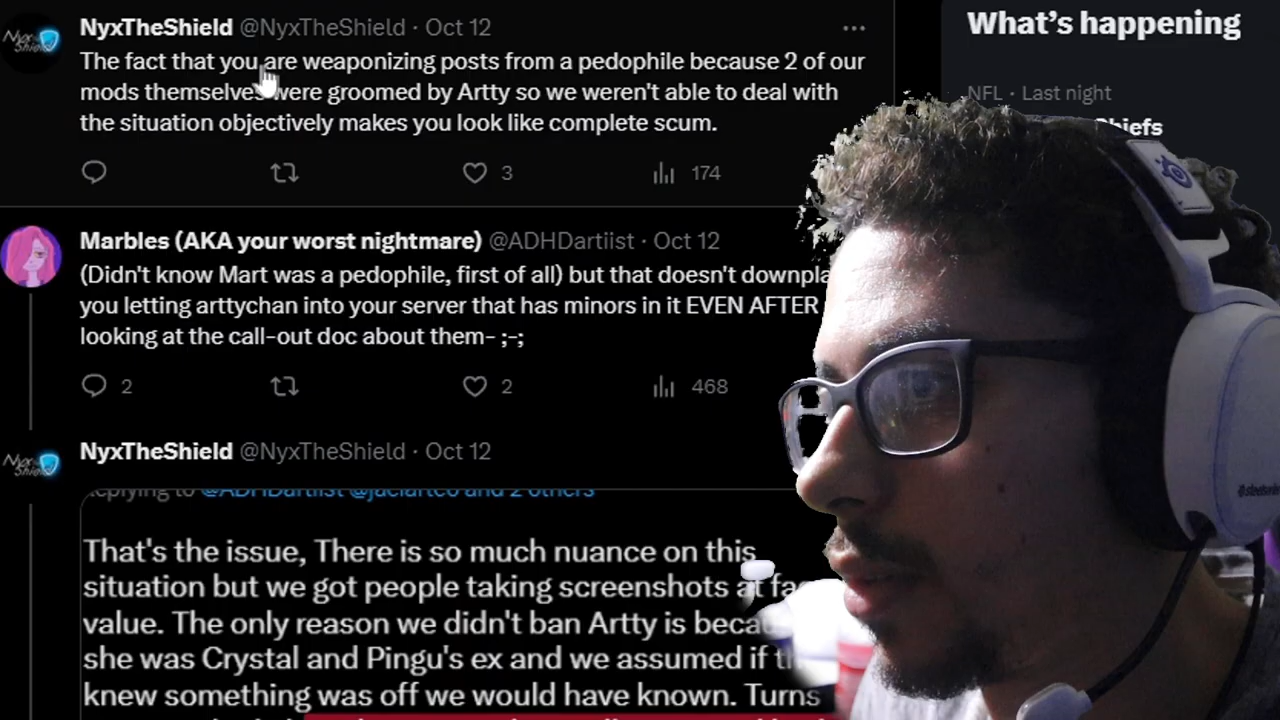 NyxTheShield @NyxTheShield · Oct 12
The fact that you are weaponizing posts from a pedophile because 2 of our
mods themselves were groomed by Artty so we weren't able to deal with
the situation objectively makes you look like complete scum.
3 174
Marbles (AKA your worst nightmare) @ADHDartiist · Oct 12
(Didn't know Mart was a pedophile, first of all) but that doesn't
you letting arttychan into your server that has minors in it EVEN AFTER
looking at the call-out doc about them- ;-;
2 2 468
NyxTheShield @NyxTheShield · Oct 12
@ADHDartiist and 2 others
That's the issue, There is so much nuance on this
situation but we got people taking screenshots at
value. The only reason we didn't ban Artty is
she was Crystal and Pingu's ex and we assumed if
knew something was off we would have known. Turns
What's happening
NFL · Last night
Chiefs